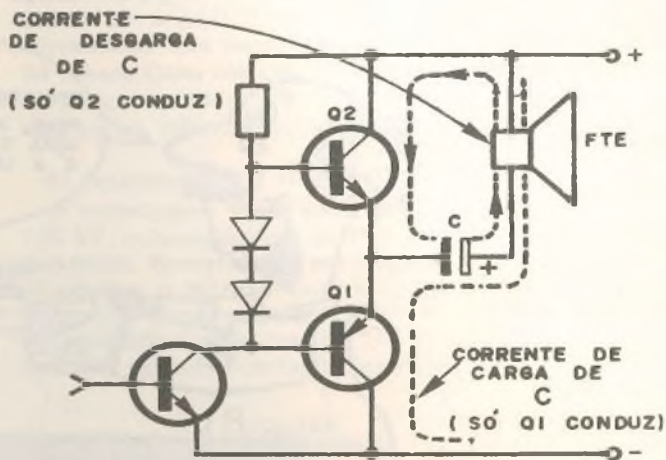 CORRENTE
DE DESGARGA
DE C
(SÓ Q2 CONDUZ)
+
Q2
FTE
C
+
Q1
CORRENTE DE
CARGA DE
C
(SÓ Q1 CONDUZ)
-